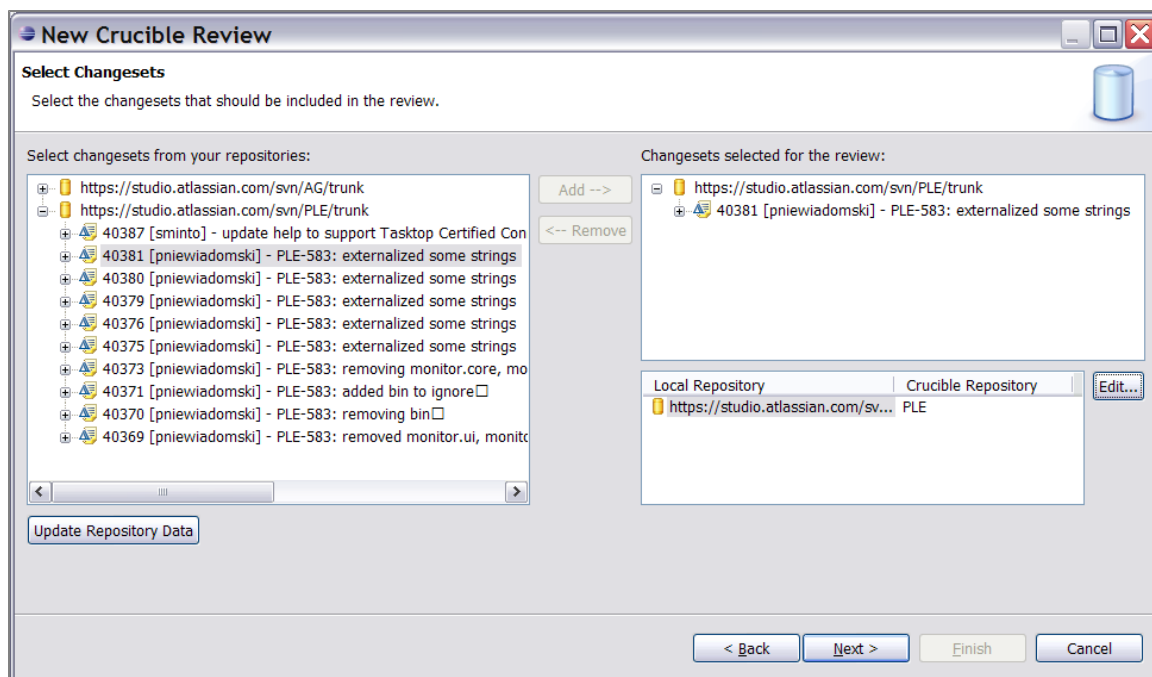 New Crucible Review
Select Changesets
Select the changesets that should be included in the review.
Select changesets from your repositories:
https://studio.atlassian.com/svn/AG/trunk
https://studio.atlassian.com/svn/PLE/trunk
40387 [sminto] - update help to support Tasktop Certified Con
40381 [pniewiadomski] - PLE-583: externalized some strings
40380 [pniewiadomski] - PLE-583: externalized some strings
40379 [pniewiadomski] - PLE-583: externalized some strings
40376 [pniewiadomski] - PLE-583: externalized some strings
40375 [pniewiadomski] - PLE-583: externalized some strings
40373 [pniewiadomski] - PLE-583: removing monitor.core, mo
40371 [pniewiadomski] - PLE-583: added bin to ignore□
40370 [pniewiadomski] - PLE-583: removing bin□
40369 [pniewiadomski] - PLE-583: removed monitor.ui, monito
Update Repository Data
Add -->
<-- Remove
Changesets selected for the review:
https://studio.atlassian.com/svn/PLE/trunk
40381 [pniewiadomski] - PLE-583: externalized some strings
Local Repository Crucible Repository
https://studio.atlassian.com/sv... PLE
Edit...
< Back Next > Finish Cancel